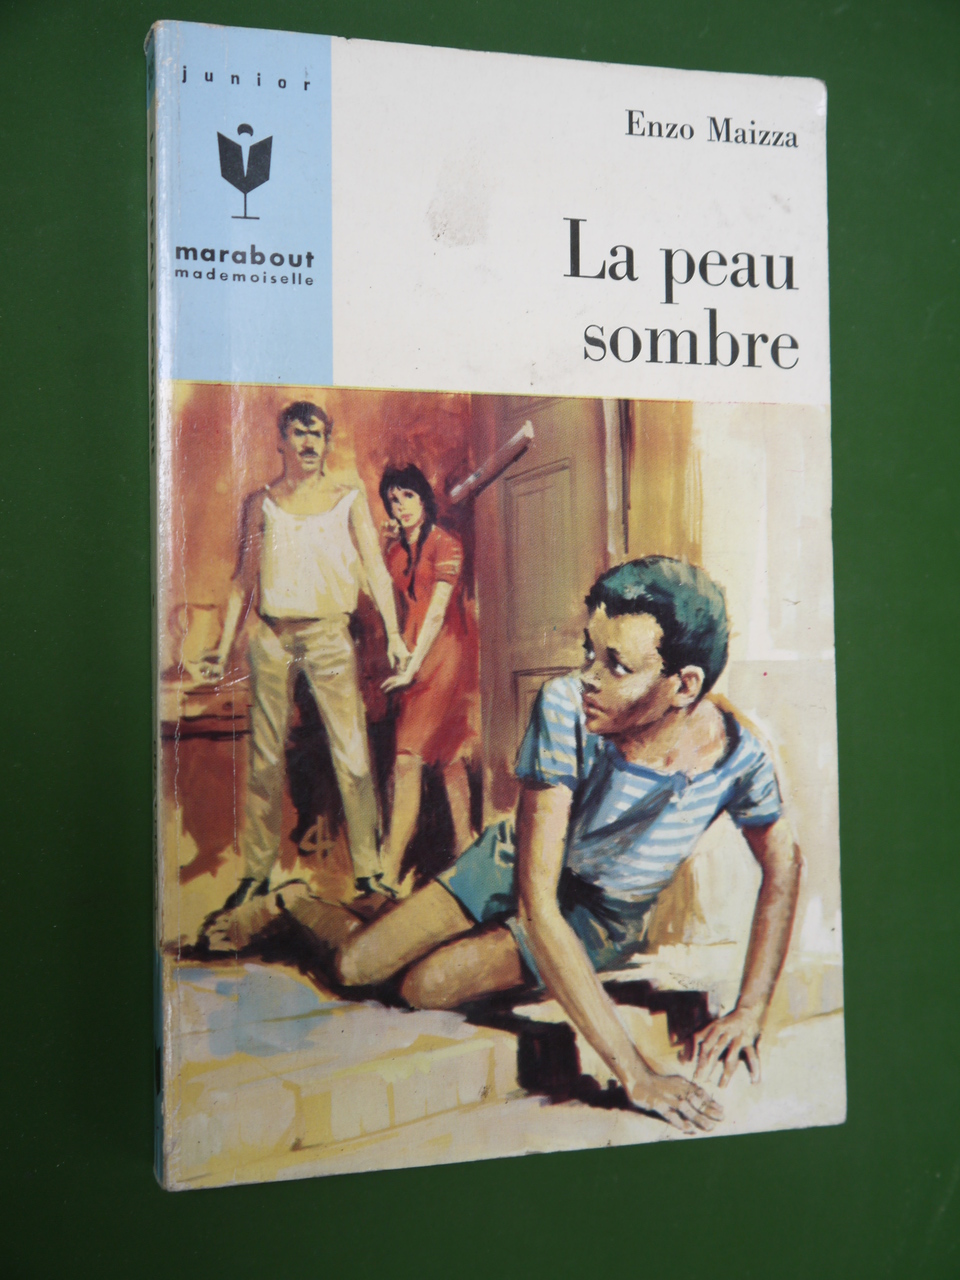 junior
marabout
mademoiselle
Enzo Maizza
La peau
sombre